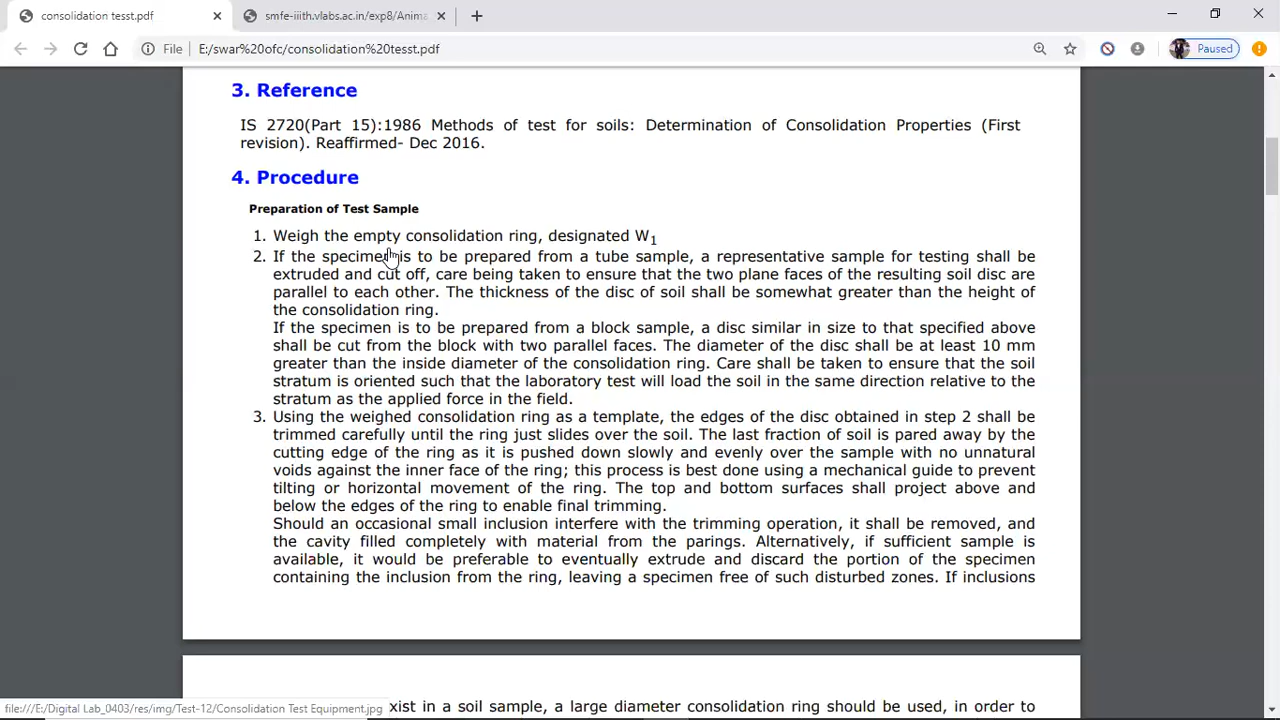 consolidation tesst.pdf
smfe-iiith.vlabs.ac.in/exp8/Anima
File
E:/swar%20ofc/consolidation%20tesst.pdf
Paused
3. Reference
IS 2720(Part 15):1986 Methods of test for soils: Determination of Consolidation Properties (First
revision). Reaffirmed- Dec 2016.
4. Procedure
Preparation of Test Sample
1. Weigh the empty consolidation ring, designated W1
2. If the specimen is to be prepared from a tube sample, a representative sample for testing shall be
extruded and cut off, care being taken to ensure that the two plane faces of the resulting soil disc are
parallel to each other. The thickness of the disc of soil shall be somewhat greater than the height of
the consolidation ring.
If the specimen is to be prepared from a block sample, a disc similar in size to that specified above
shall be cut from the block with two parallel faces. The diameter of the disc shall be at least 10 mm
greater than the inside diameter of the consolidation ring. Care shall be taken to ensure that the soil
stratum is oriented such that the laboratory test will load the soil in the same direction relative to the
stratum as the applied force in the field.
3. Using the weighed consolidation ring as a template, the edges of the disc obtained in step 2 shall be
trimmed carefully until the ring just slides over the soil. The last fraction of soil is pared away by the
cutting edge of the ring as it is pushed down slowly and evenly over the sample with no unnatural
voids against the inner face of the ring; this process is best done using a mechanical guide to prevent
tilting or horizontal movement of the ring. The top and bottom surfaces shall project above and
below the edges of the ring to enable final trimming.
Should an occasional small inclusion interfere with the trimming operation, it shall be removed, and
the cavity filled completely with material from the parings. Alternatively, if sufficient sample is
available, it would be preferable to eventually extrude and discard the portion of the specimen
containing the inclusion from the ring, leaving a specimen free of such disturbed zones. If inclusions
xist in a soil sample, a large diameter consolidation ring should be used, in order to
file:///E:/Digital Lab_0403/res/img/Test-12/Consolidation Test Equipment.jpg